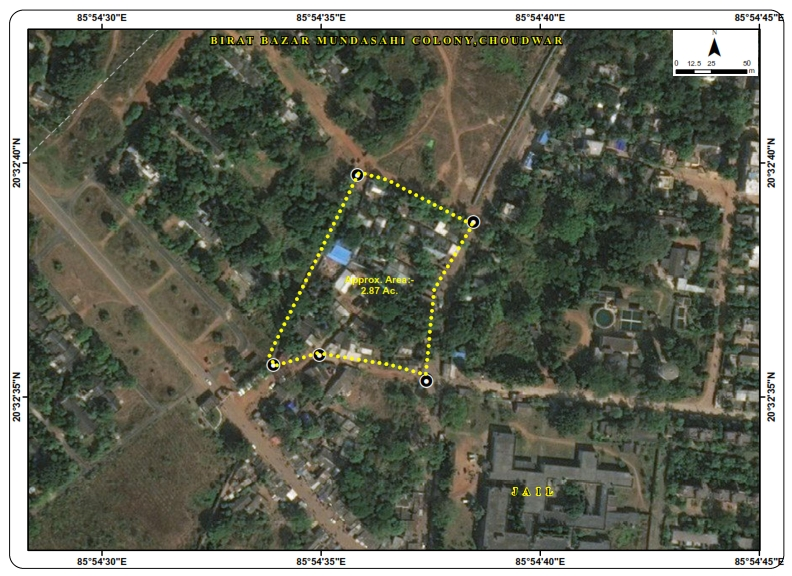 85°54'30"E 85°54'35"E 85°54'40"E 85°54'45"E
BIRAT BAZAR MUNDASAHI COLONY,CHOUDWAR
N
0 12.5 25 50
m
20°32'40"N 20°32'40"N
Approx. Area:-
2.87 Ac.
20°32'35"N 20°32'35"N
JAIL
85°54'30"E 85°54'35"E 85°54'40"E 85°54'45"E